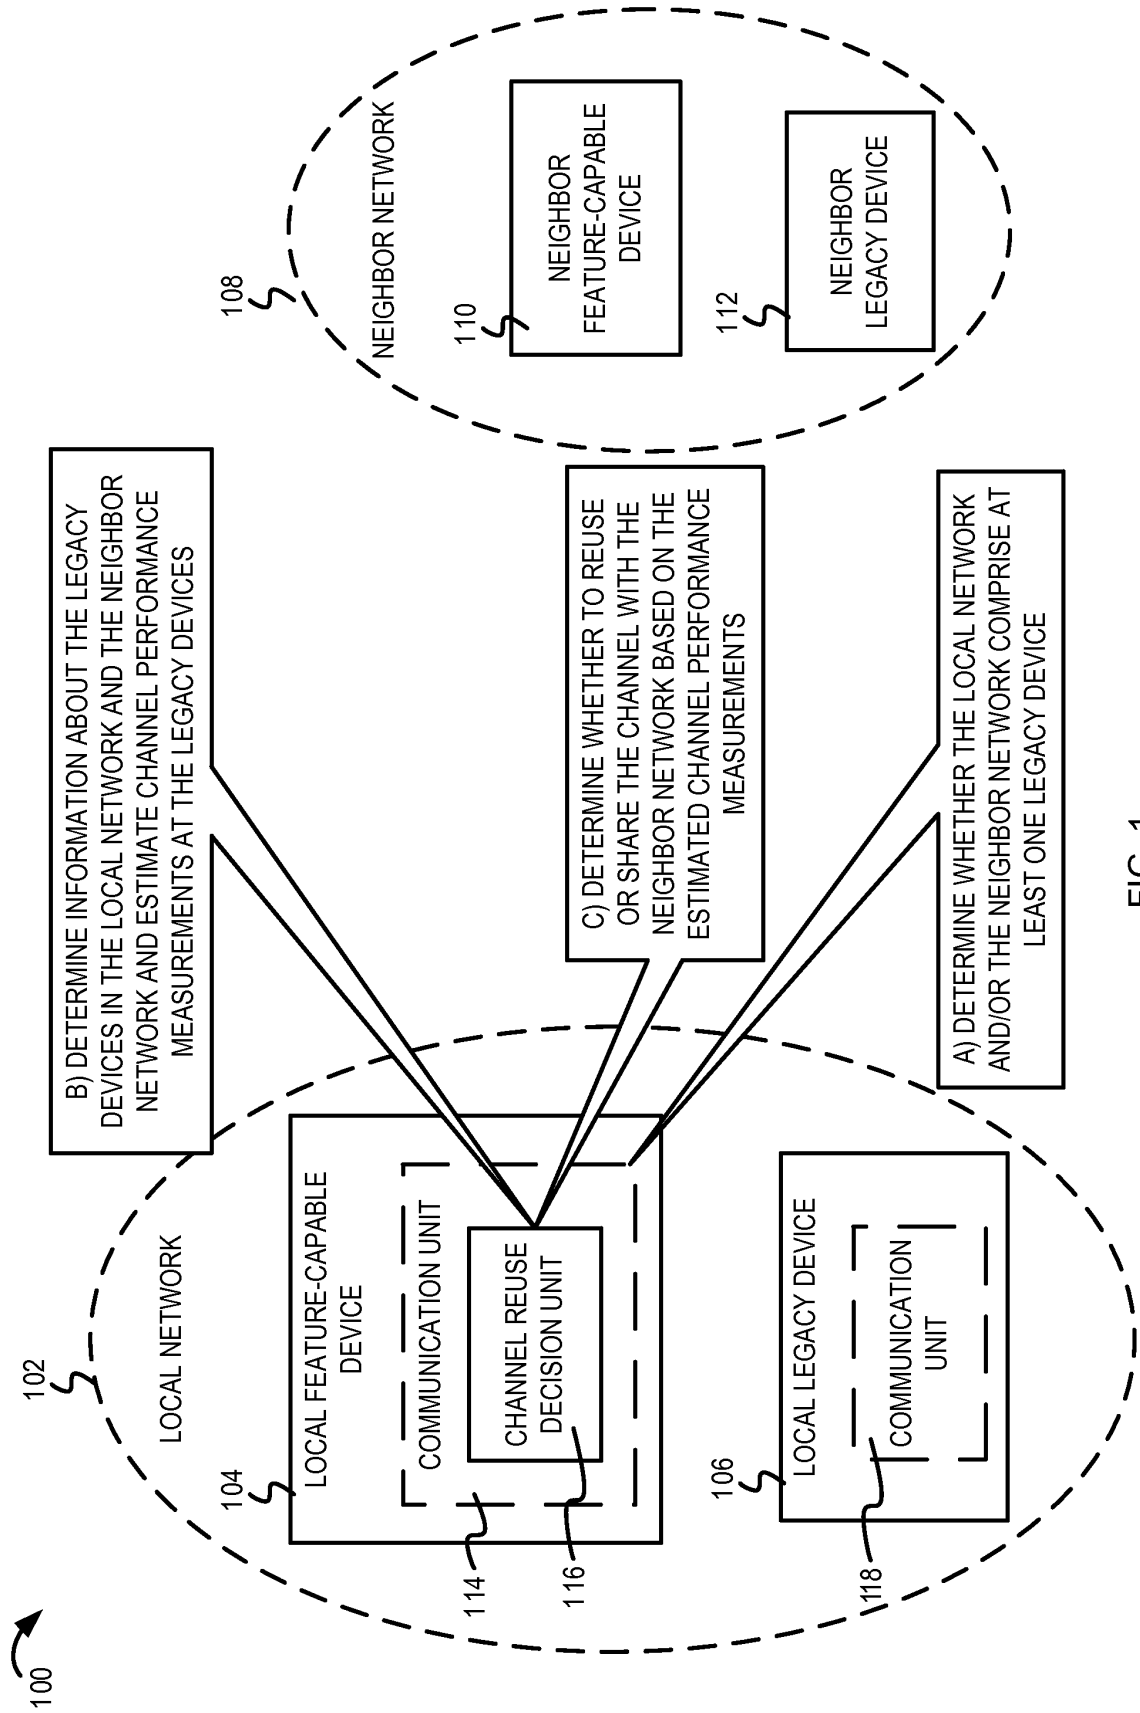 100
102
LOCAL NETWORK
104
LOCAL FEATURE-CAPABLE
DEVICE
COMMUNICATION UNIT
CHANNEL REUSE
DECISION UNIT
114
116
106
LOCAL LEGACY DEVICE
COMMUNICATION
UNIT
118
B) DETERMINE INFORMATION ABOUT THE LEGACY
DEVICES IN THE LOCAL NETWORK AND THE NEIGHBOR
NETWORK AND ESTIMATE CHANNEL PERFORMANCE
MEASUREMENTS AT THE LEGACY DEVICES
C) DETERMINE WHETHER TO REUSE
OR SHARE THE CHANNEL WITH THE
NEIGHBOR NETWORK BASED ON THE
ESTIMATED CHANNEL PERFORMANCE
MEASUREMENTS
A) DETERMINE WHETHER THE LOCAL NETWORK
AND/OR THE NEIGHBOR NETWORK COMPRISE AT
LEAST ONE LEGACY DEVICE
108
NEIGHBOR NETWORK
110
NEIGHBOR
FEATURE-CAPABLE
DEVICE
112
NEIGHBOR
LEGACY DEVICE
FIG. 1